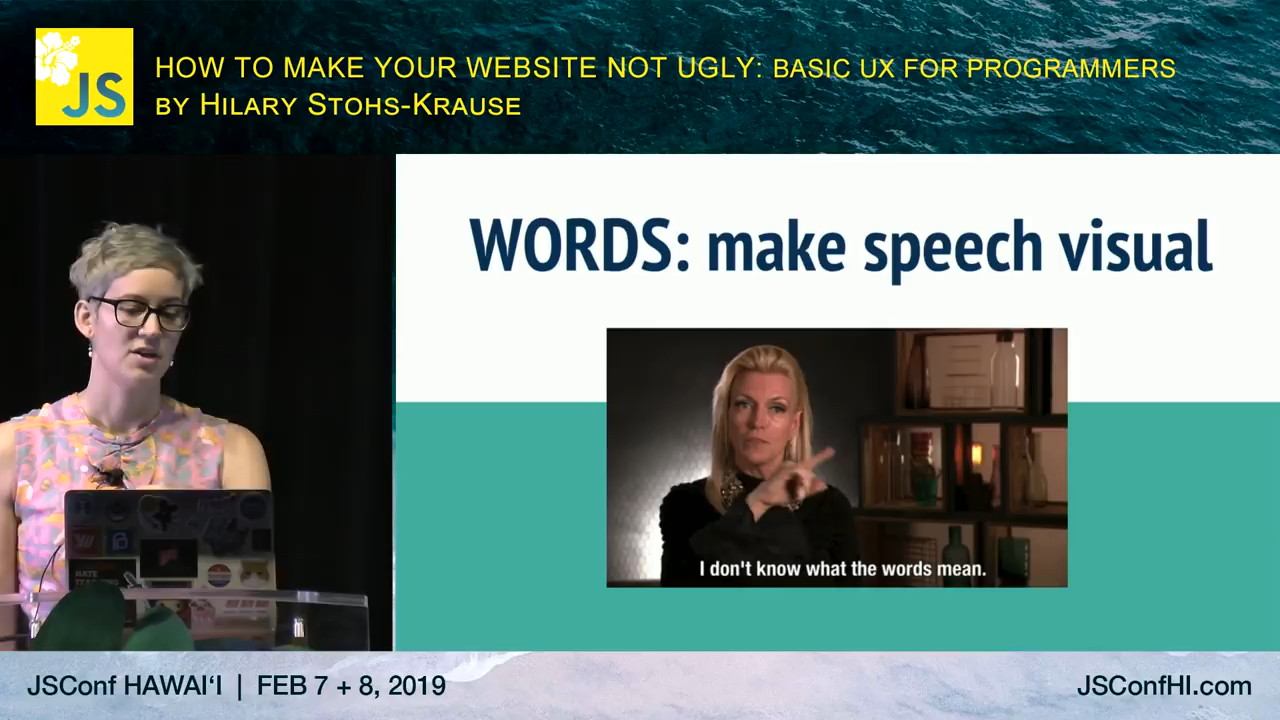 JS
HOW TO MAKE YOUR WEBSITE NOT UGLY: BASIC UX FOR PROGRAMMERS
BY HILARY STOHS-KRAUSE
WORDS: make speech visual
I don't know what the words mean.
HATE
JSConf HAWAI‘I | FEB 7 + 8, 2019
JSConfHI.com